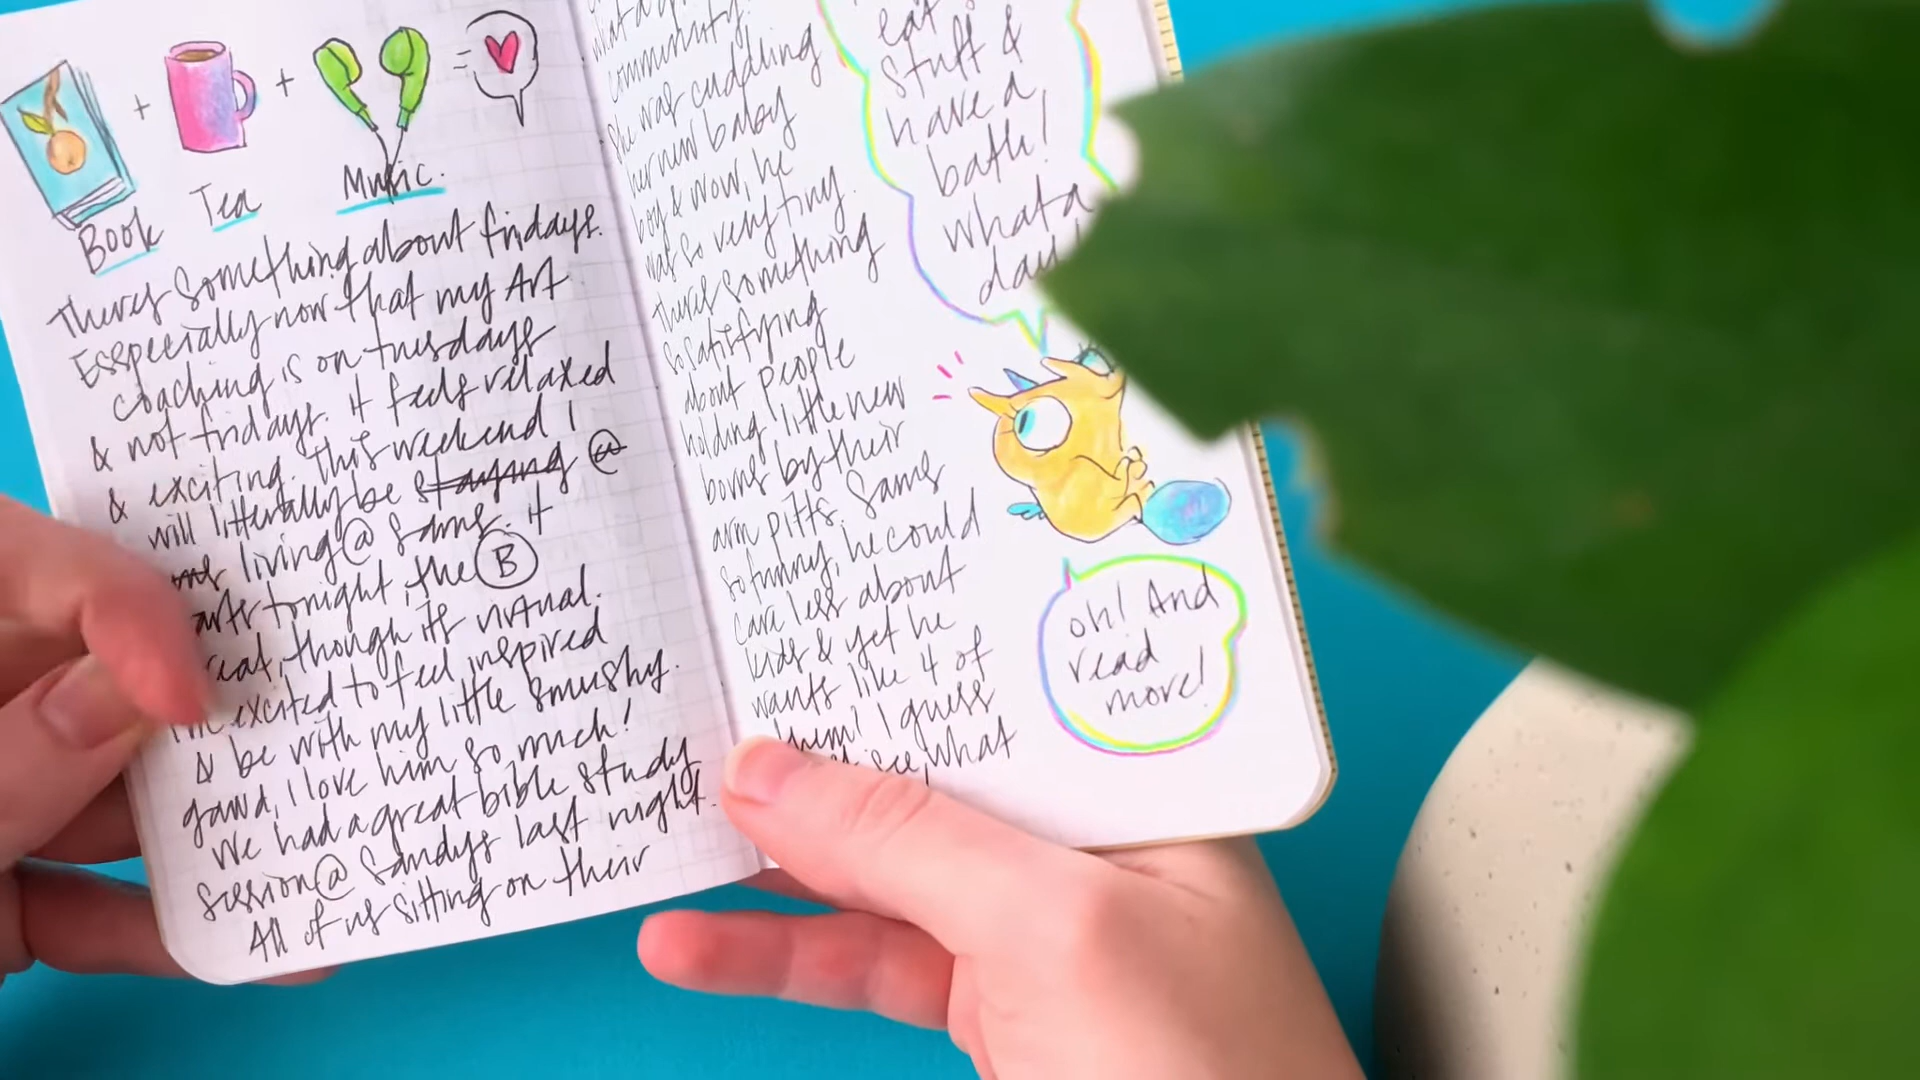 Book
Tea
Music.
There's something about fridays.
Esspecially now that my Art
coaching is on tuesdays
& not fridays. It feels relaxed
& exciting. This weekend I
will litterally be staying @
living @ Sams. It
tonight, the B
though it's virtual.
excited to feel inspired
& be with my little smushy.
gawd, I love him so much!
We had a great bible study
session @ Sandys last night.
All of us sitting on their
community.
She was cuddling
her new baby
boy & wow, he
was so very tiny.
there's something
so satisfying
about people
holding little new
borns by their
arm pitts. Sams
so funny, he could
care less about
kids & yet he
wants like 4 of
them! I guess
see what
eat
stuff &
have a
bath!
what a
day!
oh! And
read
more!